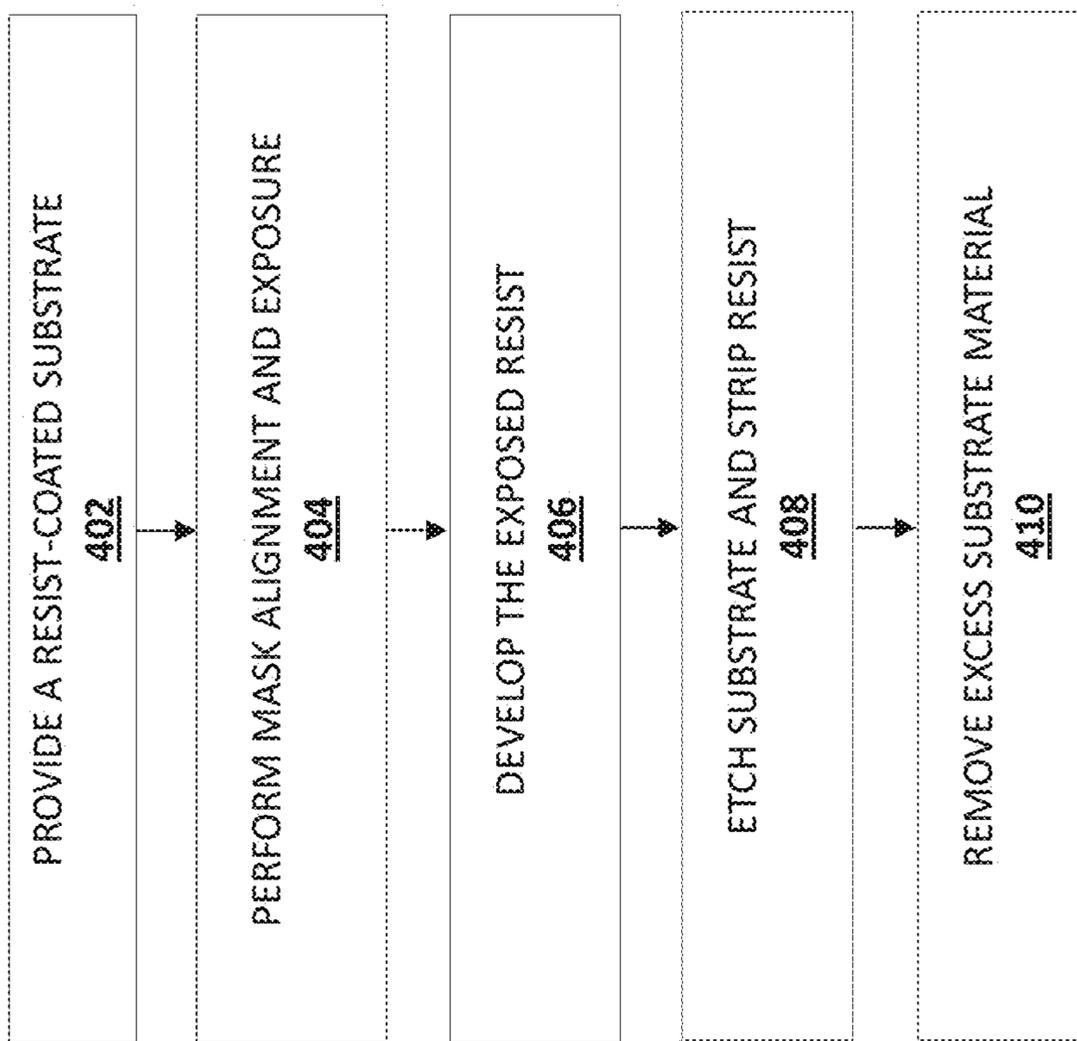 PROVIDE A RESIST-COATED SUBSTRATE
402
PERFORM MASK ALIGNMENT AND EXPOSURE
404
DEVELOP THE EXPOSED RESIST
406
ETCH SUBSTRATE AND STRIP RESIST
408
REMOVE EXCESS SUBSTRATE MATERIAL
410